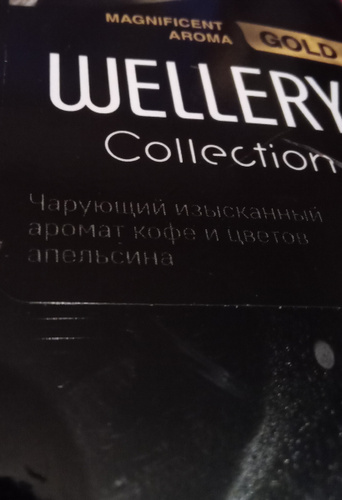 MAGNIFICENT
AROMA
GOLD
WELLERY
Collection
Чарующий изысканный
аромат кофе и цветов
апельсина